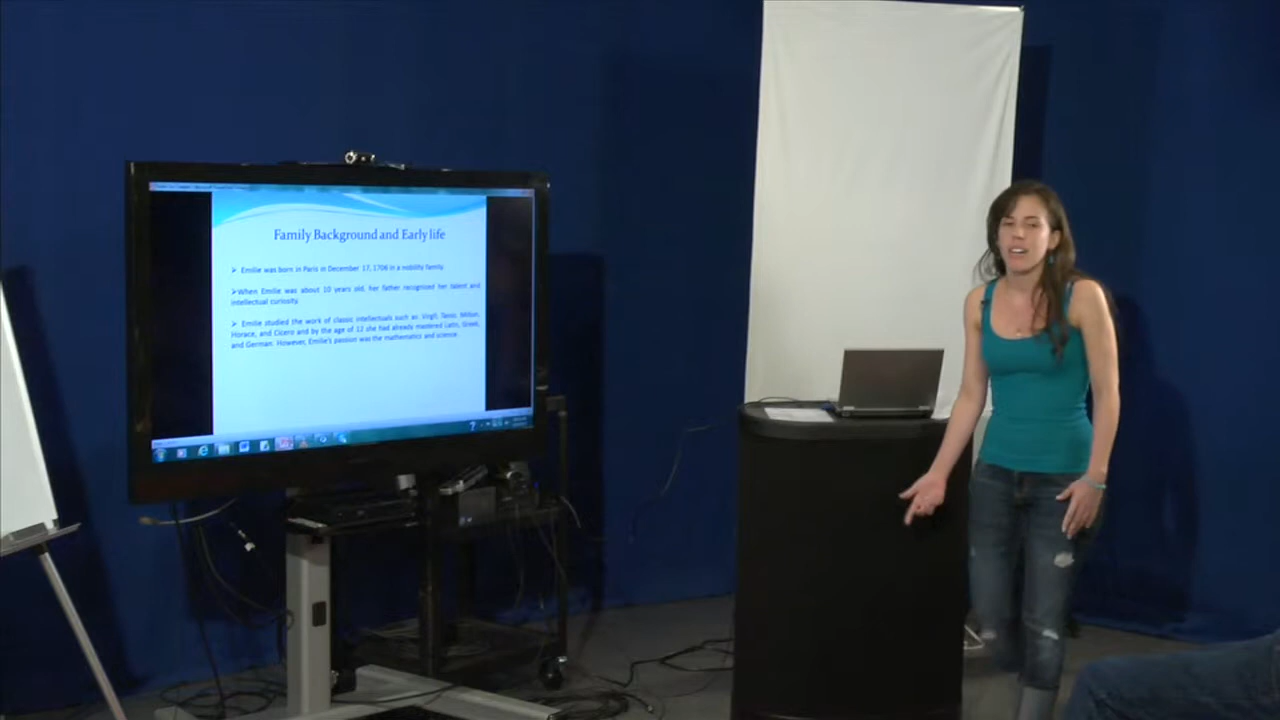 Family Background and Early life
➢ Emilie was born in Paris in December 17, 1706 in a nobility family.
➢When Emilie was about 10 years old, her father recognized her talent and
intellectual curiosity.
➢ Emilie studied the work of classic intellectuals such as: Virgil, Tasso, Milton,
Horace, and Cicero and by the age of 12 she had already mastered Latin, Greek,
and German. However, Emilie's passion was the mathematics and science.